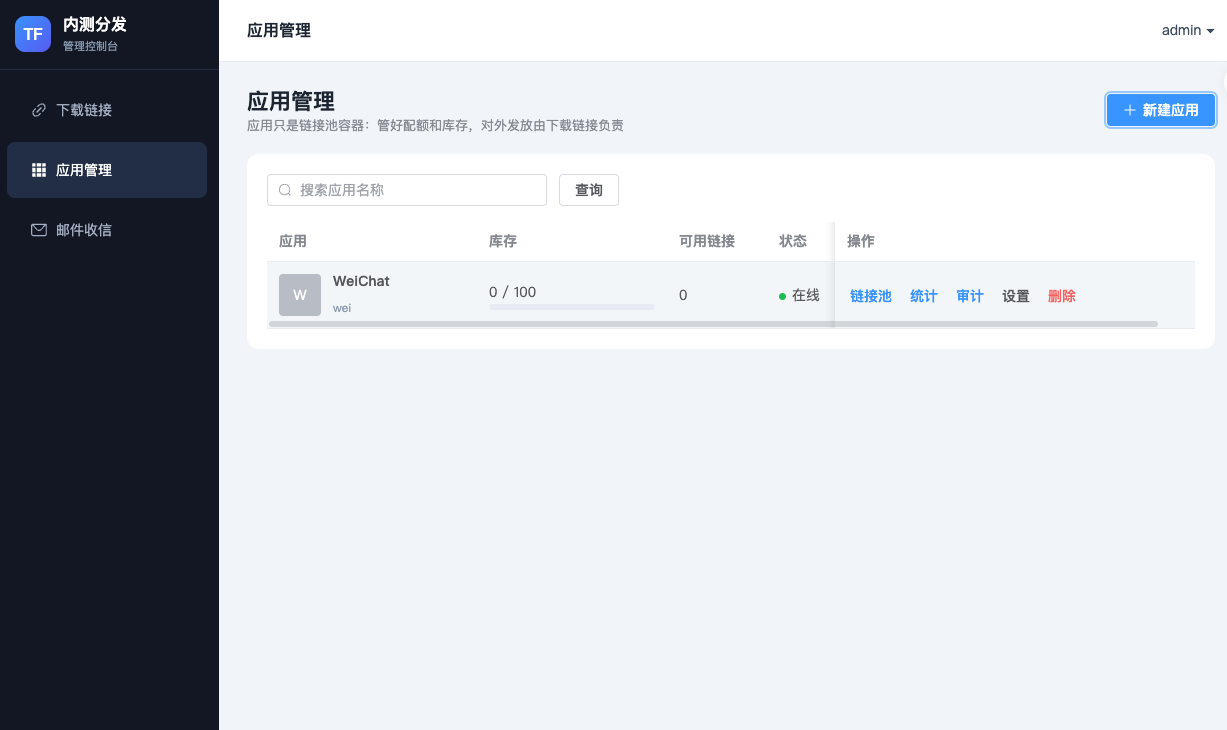 TF
内测分发
管理控制台
下载链接
应用管理
邮件收信
应用管理
admin
应用管理
应用只是链接池容器：管好配额和库存，对外发放由下载链接负责
新建应用
搜索应用名称
查询
应用 库存 可用链接 状态 操作
W
WeiChat
wei
0 / 100
0
在线
链接池 统计 审计 设置 删除